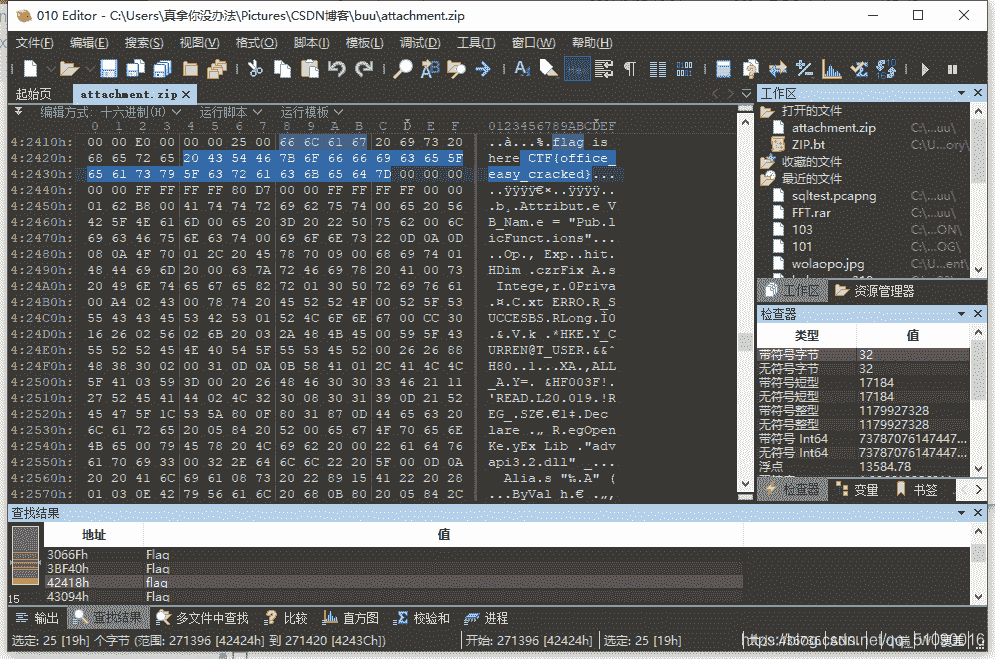 010 Editor - C:\Users\真拿你没办法\Pictures\CSDN博客\buu\attachment.zip
文件(F) 编辑(E) 搜索(S) 视图(V) 格式(O) 脚本(I) 模板(L) 调试(D) 工具(T) 窗口(W) 帮助(H)
起始页 attachment.zip
编辑方式: 十六进制(H) 运行脚本 运行模板
0 1 2 3 4 5 6 7 8 9 A B C D E F 0123456789ABCDEF
4:2410h: 00 00 E0 00 00 00 25 00 66 6C 61 67 20 69 73 20 ..à...%.flag is
4:2420h: 68 65 72 65 20 43 54 46 7B 6F 66 66 69 63 65 5F here CTF{office_
4:2430h: 65 61 73 79 5F 63 72 61 63 6B 65 64 7D 00 00 00 easy_cracked}...
4:2440h: 00 00 FF FF FF FF 80 D7 00 00 FF FF FF FF 00 00 ..ÿÿÿÿ€×..ÿÿÿÿ..
4:2450h: 01 62 B8 00 41 74 74 72 69 62 75 74 00 65 20 56 .b¸.Attribut.e V
4:2460h: 42 5F 4E 61 6D 00 65 20 3D 20 22 50 75 62 00 6C B_Nam.e = "Pub.l
4:2470h: 69 63 46 75 6E 63 74 00 69 6F 6E 73 22 0D 0A 0D icFunct.ions"...
4:2480h: 08 0A 4F 70 01 2C 20 45 78 70 09 00 68 69 74 01
4:2490h: 48 44 69 6D 20 00 63 7A 72 46 69 78 20 41 00 73 HDim .czrFix A.s
4:24A0h: 20 49 6E 74 65 67 65 82 72 01 30 50 72 69 76 61
4:24B0h: 00 A4 02 43 00 78 74 20 45 52 52 4F 00 52 5F 53 .¤.C.xt ERRO.R_S
4:24C0h: 55 43 43 45 53 42 53 01 52 4C 6F 6E 67 00 CC 30
4:24D0h: 16 26 02 56 02 6B 20 03 2A 48 4B 45 00 59 5F 43 .&.V.k .*HKE.Y_C
4:24E0h: 55 52 52 45 4E 40 54 5F 55 53 45 52 00 26 26 88 URREN@T_USER.&&ˆ
4:24F0h: 48 38 30 02 00 31 0D 0A 0B 58 41 01 2C 41 4C 4C H80..1...XA.,ALL
4:2500h: 5F 41 03 59 3D 00 20 26 48 46 30 30 33 46 21 11 _A.Y=. &HF003F!.
4:2510h: 27 52 45 41 44 02 4C 32 30 08 30 31 39 0D 21 52 'READ.L20.019.!R
4:2520h: 45 47 5F 1C 53 5A 80 0F 80 31 87 0D 44 65 63 20 EG_.SZ€.€1‡.Dec
4:2530h: 6C 61 72 65 20 05 84 20 52 00 65 67 4F 70 65 6E
4:2540h: 4B 65 00 79 45 78 20 4C 69 62 20 00 22 61 64 76 Ke.yEx Lib ."adv
4:2550h: 61 70 69 33 00 32 2E 64 6C 6C 22 20 5F 00 0D 0A api3.2.dll" _...
4:2560h: 20 20 41 6C 69 61 08 73 20 22 89 15 41 22 20 28 Alia.s "‰.A" (
4:2570h: 01 03 0E 42 79 56 61 6C 20 68 0B 80 20 05 84 2C ...ByVal h.€ .„,
工作区
打开的文件
attachment.zip C:\...uu\
ZIP.bt C:\U...ory\
收藏的文件
最近的文件
sqltest.pcapng C:\...uu\
FFT.rar C:\...uu\
103 C:\...ON\
101 C:\...OG\
wolaopo.jpg C:\U...ent\
工作区 资源管理器
检查器
类型 值
带符号字节 32
无符号字节 32
带符号短型 17184
无符号短型 17184
带符号整型 1179927328
无符号整型 1179927328
带符号 Int64 73787076147447...
无符号 Int64 73787076147447...
浮点 13584.78
检查器 变量 书签
查找结果
地址 值
3066Fh Flag
3BF40h Flag
42418h flag
43094h Flag
15
输出 查找结果 多文件中查找 比较 直方图 校验和 进程
选定: 25 [19h] 个字节 (范围: 271396 [42424h] 到 271420 [4243Ch]) 开始: 271396 [42424h] 选定: 25 [19h]
https://blog.csdn.net/qq_51090016